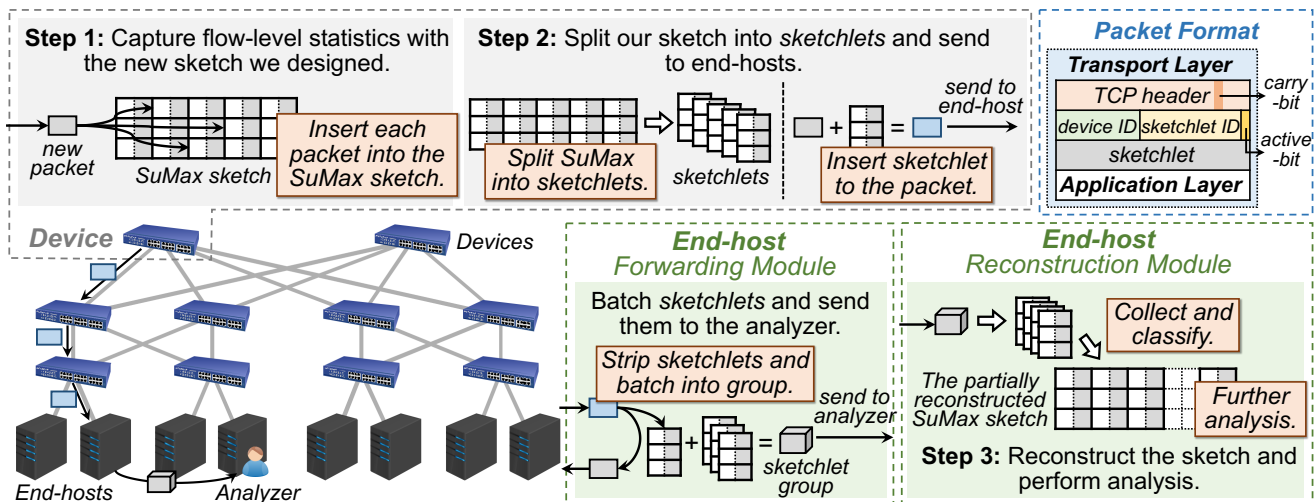 Step 1: Capture flow-level statistics with
the new sketch we designed.
new
packet
SuMax sketch
Insert each
packet into the
SuMax sketch.
Step 2: Split our sketch into sketchlets and send
to end-hosts.
Split SuMax
into sketchlets.
sketchlets
+
=
send to
end-host
Insert sketchlet
to the packet.
Packet Format
Transport Layer
TCP header
carry
-bit
device ID
sketchlet ID
active
-bit
sketchlet
Application Layer
Device
Devices
End-hosts
Analyzer
End-host
Forwarding Module
Batch sketchlets and send
them to the analyzer.
Strip sketchlets and
batch into group.
+
=
send to
analyzer
sketchlet
group
End-host
Reconstruction Module
Collect and
classify.
The partially
reconstructed
SuMax sketch
Further
analysis.
Step 3: Reconstruct the sketch and
perform analysis.